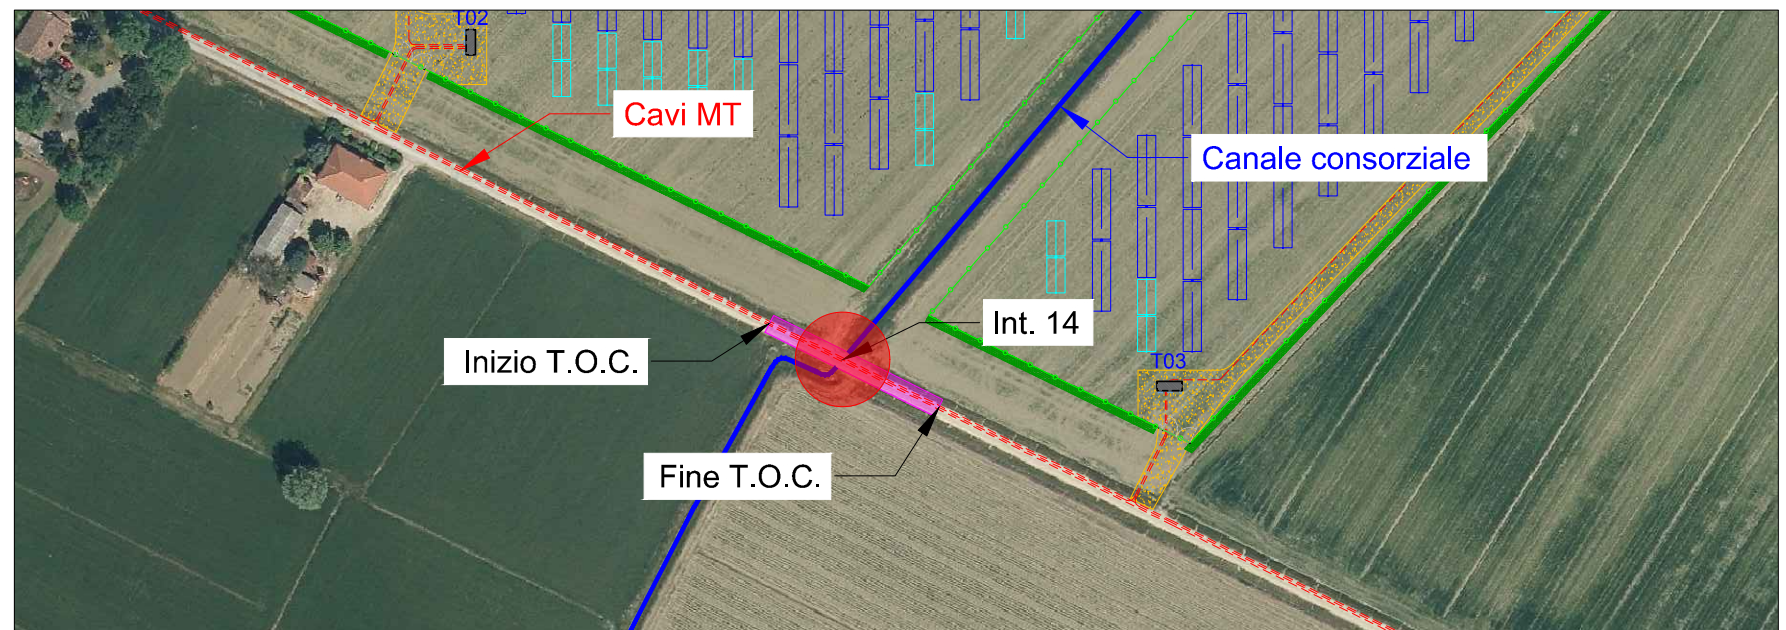 T02
Cavi MT
Canale consorziale
Int. 14
Inizio T.O.C.
T03
Fine T.O.C.